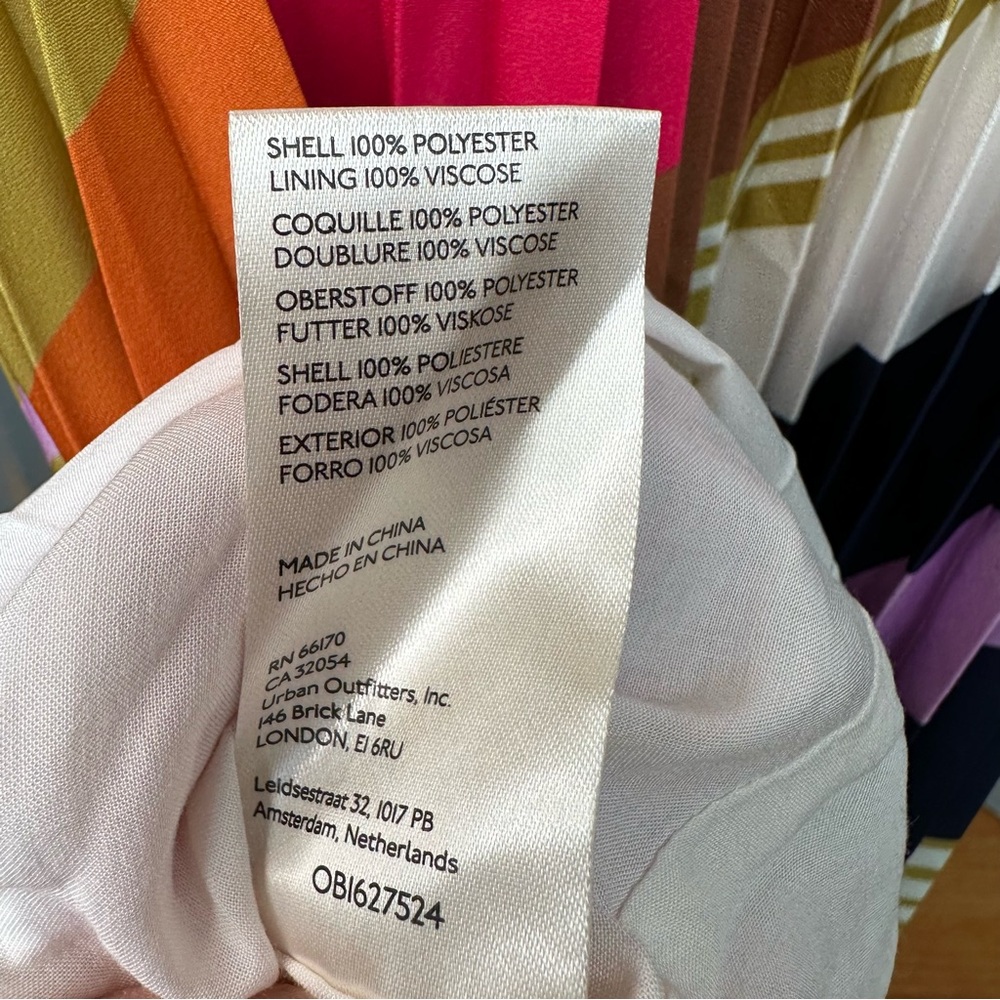 SHELL 100% POLYESTER
LINING 100% VISCOSE
COQUILLE 100% POLYESTER
DOUBLURE 100% VISCOSE
OBERSTOFF 100% POLYESTER
FUTTER 100% VISKOSE
SHELL 100% POLIESTERE
FODERA 100% VISCOSA
EXTERIOR 100% POLIÉSTER
FORRO 100% VISCOSA
MADE IN CHINA
HECHO EN CHINA
RN 66170
CA 32054
Urban Outfitters, Inc.
146 Brick Lane
LONDON, E1 6RU
Leidsestraat 32, 1017 PB
Amsterdam, Netherlands
OB1627524